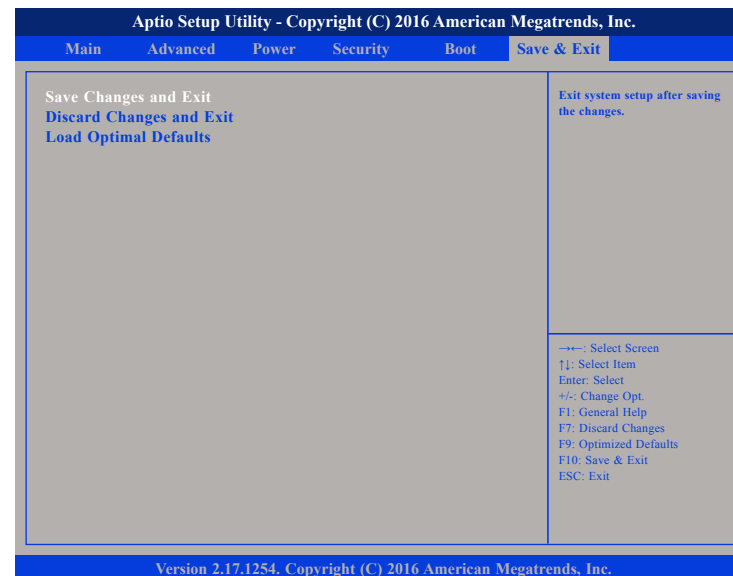 Aptio Setup Utility - Copyright (C) 2016 American Megatrends, Inc.
Main Advanced Power Security Boot Save & Exit
Save Changes and Exit
Discard Changes and Exit
Load Optimal Defaults
Exit system setup after saving
the changes.
→←: Select Screen
↑↓: Select Item
Enter: Select
+/-: Change Opt.
F1: General Help
F7: Discard Changes
F9: Optimized Defaults
F10: Save & Exit
ESC: Exit
Version 2.17.1254. Copyright (C) 2016 American Megatrends, Inc.